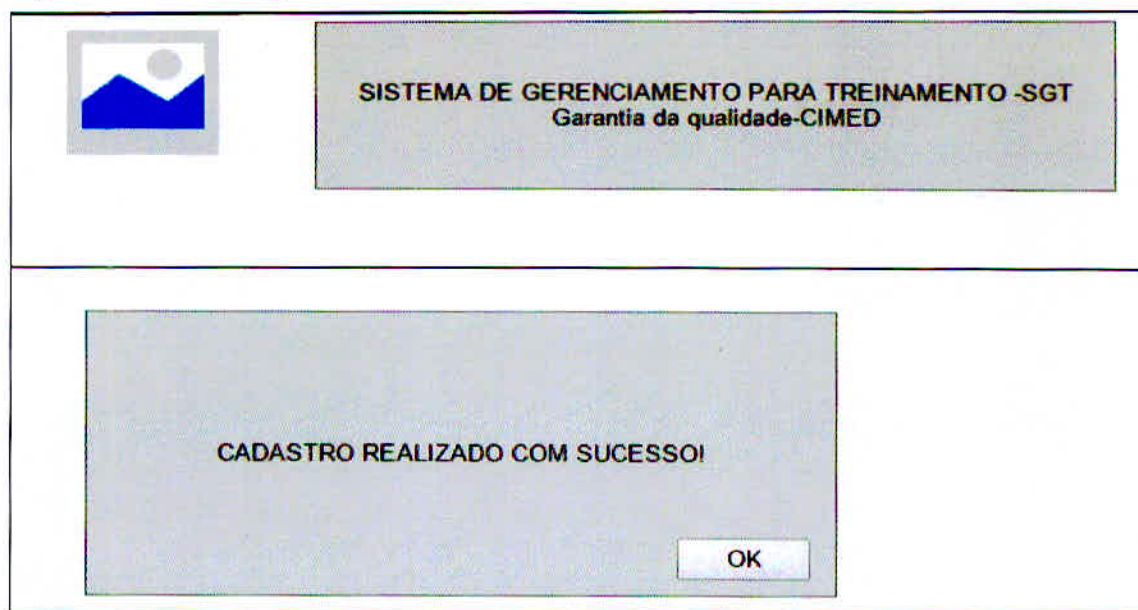 SISTEMA DE GERENCIAMENTO PARA TREINAMENTO -SGT
Garantia da qualidade-CIMED
CADASTRO REALIZADO COM SUCESSO!
OK